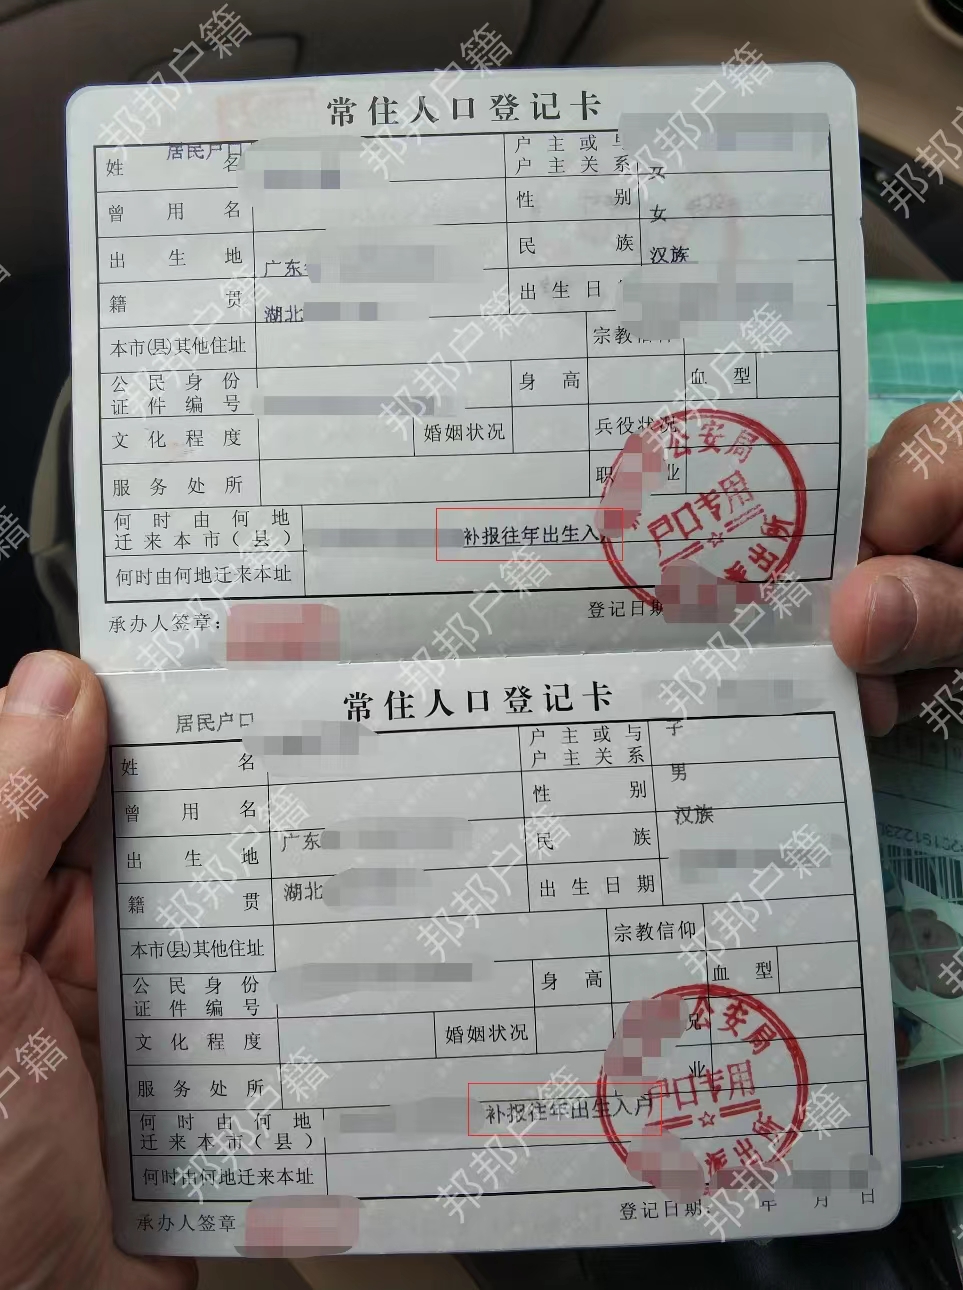 常住人口登记卡
居民户口
姓 名
户主或与
户主关系
女
曾用名
性 别
女
出生地
广东
民 族
汉族
籍 贯
湖北
出生日
本市(县)其他住址
宗教信仰
公民身份
证件编号
身 高
血 型
文化程度
婚姻状况
兵役状况
服务处所
职 业
何时由何地
迁来本市(县)
补报往年出生入
何时由何地迁来本址
承办人签章:
登记日期
公安局
户口专用
派出所
常住人口登记卡
居民户口
姓 名
户主或与
户主关系
子
曾用名
性 别
男
出生地
广东
民 族
汉族
籍 贯
湖北
出生日期
本市(县)其他住址
宗教信仰
公民身份
证件编号
身 高
血 型
文化程度
婚姻状况
况
服务处所
业
何时由何地
迁来本市(县)
补报往年出生入户
何时由何地迁来本址
承办人签章
登记日期: 年 月 日
公安局
户口专用
派出所
邦邦户籍